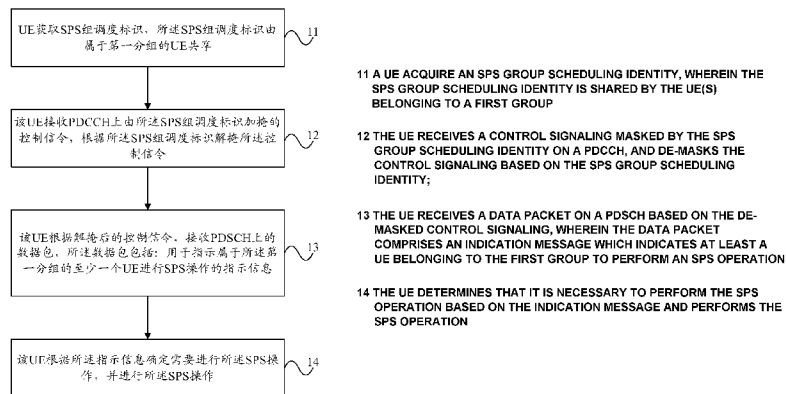 UE获取SPS组调度标识，所述SPS组调度标识由
属于第一分组的UE共享
11
该UE接收PDCCH上由所述SPS组调度标识加掩的
控制信令，根据所述SPS组调度标识解掩所述控
制信令
12
该UE根据解掩后的控制信令，接收PDSCH上的
数据包，所述数据包包括：用于指示属于所述第
一分组的至少一个UE进行SPS操作的指示信息
13
该UE根据所述指示信息确定需要进行所述SPS操
作，并进行所述SPS操作
14
11 A UE ACQUIRE AN SPS GROUP SCHEDULING IDENTITY, WHEREIN THE
SPS GROUP SCHEDULING IDENTITY IS SHARED BY THE UE(S)
BELONGING TO A FIRST GROUP
12 THE UE RECEIVES A CONTROL SIGNALING MASKED BY THE SPS
GROUP SCHEDULING IDENTITY ON A PDCCH, AND DE-MASKS THE
CONTROL SIGNALING BASED ON THE SPS GROUP SCHEDULING
IDENTITY;
13 THE UE RECEIVES A DATA PACKET ON A PDSCH BASED ON THE DE-
MASKED CONTROL SIGNALING, WHEREIN THE DATA PACKET
COMPRISES AN INDICATION MESSAGE WHICH INDICATES AT LEAST A
UE BELONGING TO THE FIRST GROUP TO PERFORM AN SPS OPERATION
14 THE UE DETERMINES THAT IT IS NECESSARY TO PERFORM THE SPS
OPERATION BASED ON THE INDICATION MESSAGE AND PERFORMS THE
SPS OPERATION